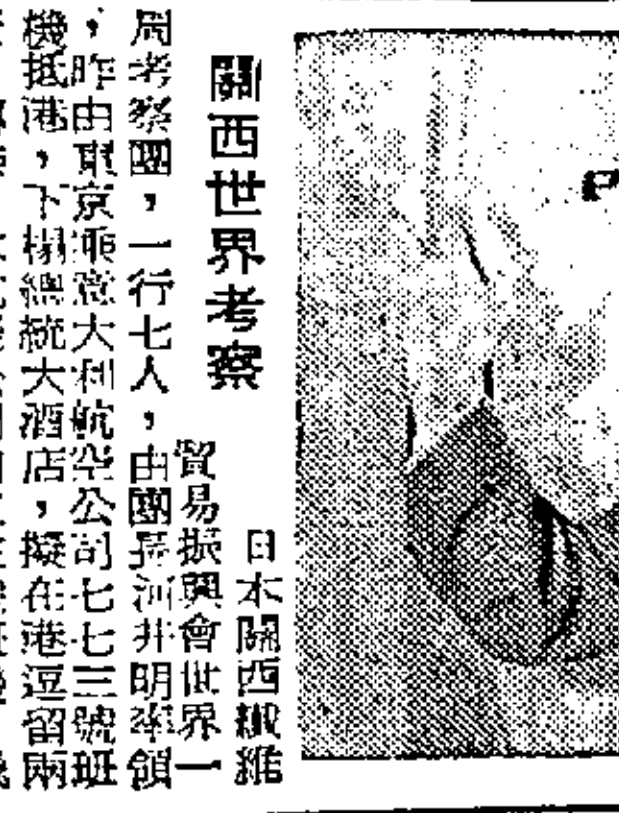 關西世界考察
日本關西纖維
貿易振興會世界一
周考察團，一行七人，由團長河井明率領
，昨由東京乘意大利航空公司七七三號班
機抵港，下榻總統大酒店，擬在港逗留兩